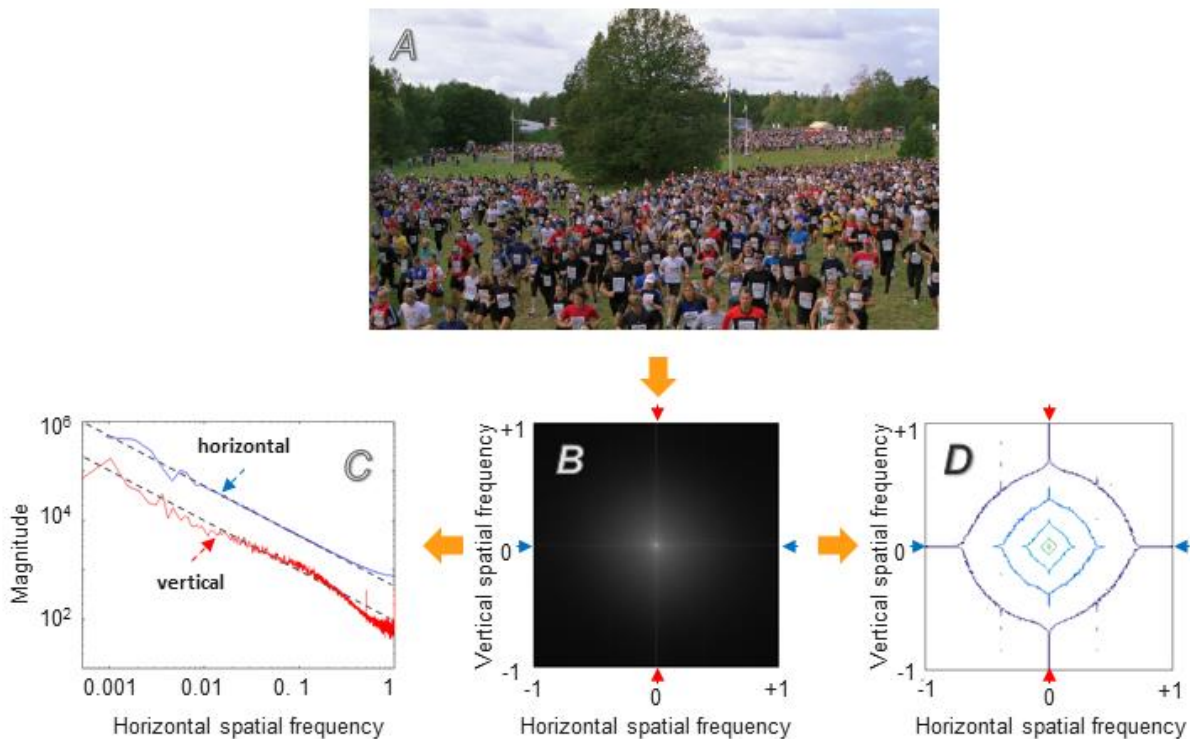 A
10^6
10^4
10^2
Magnitude
horizontal
vertical
C
0.001
0.01
0. 1
1
Horizontal spatial frequency
B
Vertical spatial frequency
+1
0
-1
-1
0
+1
Horizontal spatial frequency
D
Vertical spatial frequency
+1
0
-1
-1
0
+1
Horizontal spatial frequency